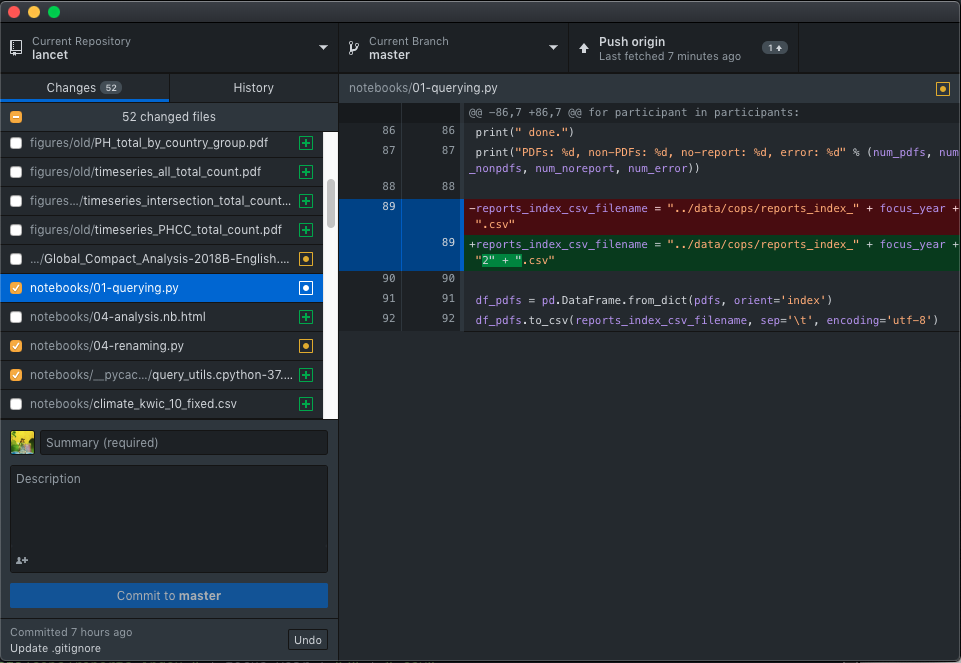 Current Repository
lancet
Current Branch
master
Push origin
Last fetched 7 minutes ago
1
Changes 52
History
52 changed files
figures/old/PH_total_by_country_group.pdf
figures/old/timeseries_all_total_count.pdf
figures.../timeseries_intersection_total_count...
figures/old/timeseries_PHCC_total_count.pdf
.../Global_Compact_Analysis-2018B-English....
notebooks/01-querying.py
notebooks/04-analysis.nb.html
notebooks/04-renaming.py
notebooks/__pycac.../query_utils.cpython-37....
notebooks/climate_kwic_10_fixed.csv
Summary (required)
Description
Commit to master
Committed 7 hours ago
Update .gitignore
Undo
notebooks/01-querying.py
@@ -86,7 +86,7 @@ for participant in participants:
86 86 print(" done.")
87 87 print("PDFs: %d, non-PDFs: %d, no-report: %d, error: %d" % (num_pdfs, num
_nonpdfs, num_noreport, num_error))
88 88
89 -reports_index_csv_filename = "../data/cops/reports_index_" + focus_year +
".csv"
89 +reports_index_csv_filename = "../data/cops/reports_index_" + focus_year +
"2" + ".csv"
90 90
91 91 df_pdfs = pd.DataFrame.from_dict(pdfs, orient='index')
92 92 df_pdfs.to_csv(reports_index_csv_filename, sep='\t', encoding='utf-8')